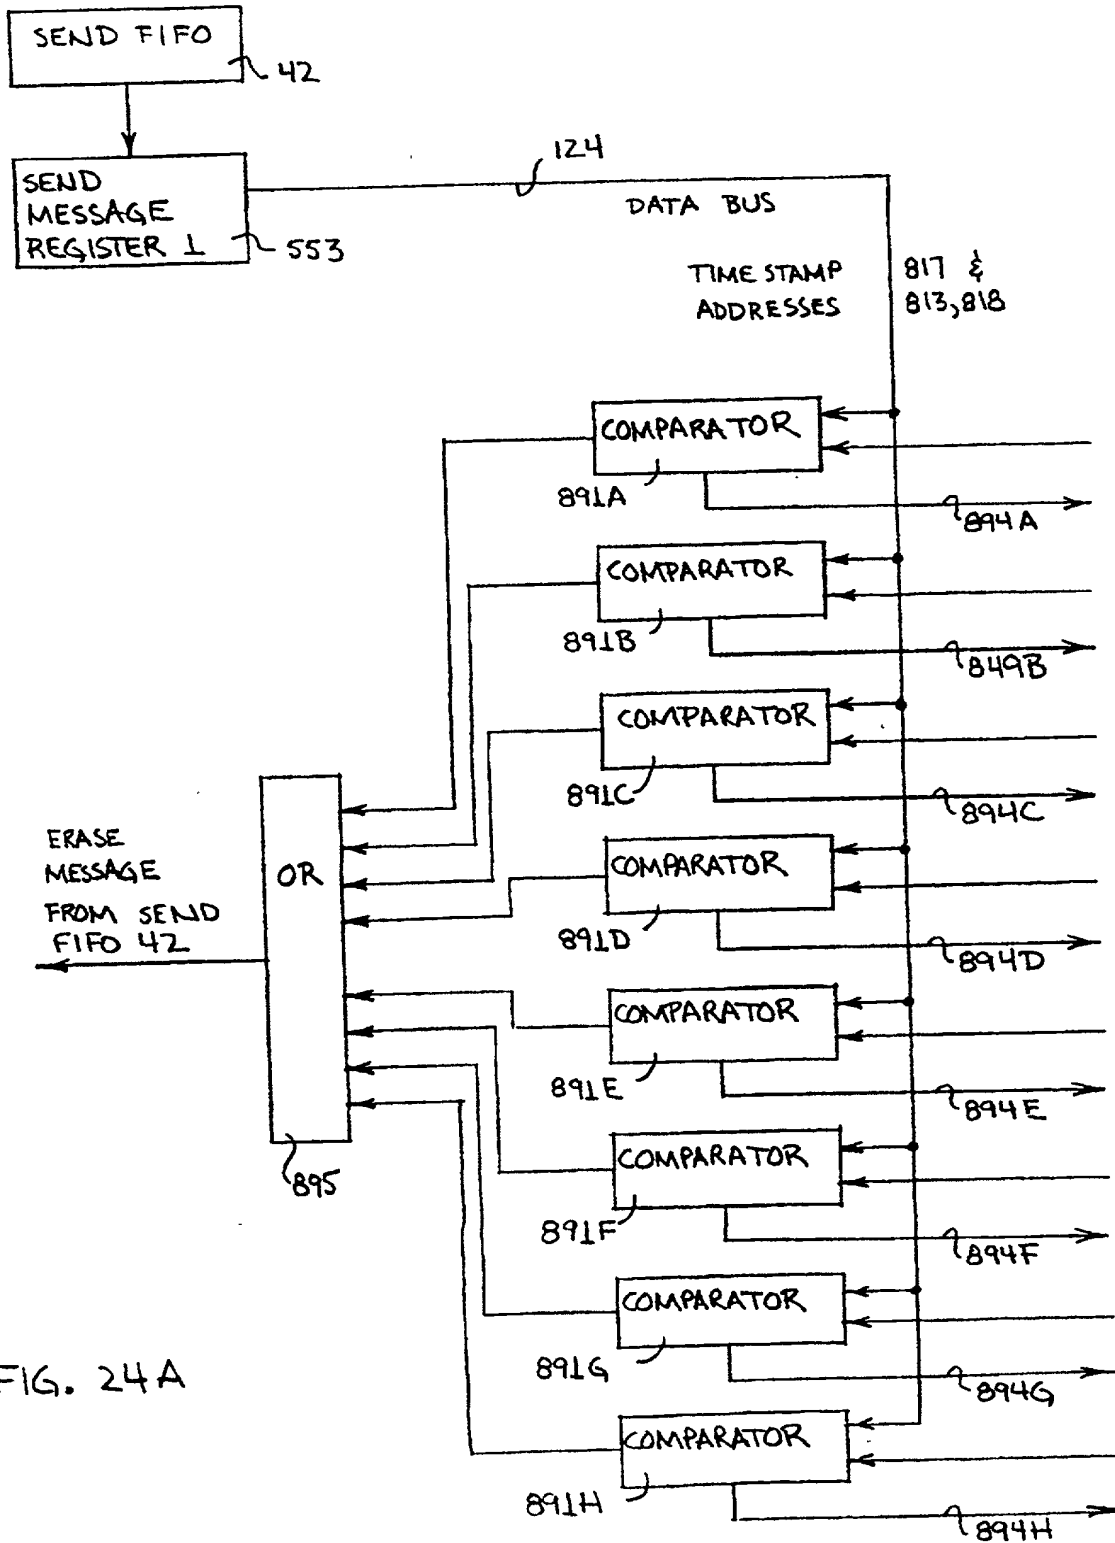 SEND FIFO
42
SEND
MESSAGE
REGISTER 1
553
124
DATA BUS
TIME STAMP
ADDRESSES
817 &
813,818
COMPARATOR
891A
894A
COMPARATOR
891B
849B
COMPARATOR
891C
894C
ERASE
MESSAGE
FROM SEND
FIFO 42
OR
895
COMPARATOR
891D
894D
COMPARATOR
891E
894E
COMPARATOR
891F
894F
COMPARATOR
891G
894G
COMPARATOR
891H
894H
FIG. 24A